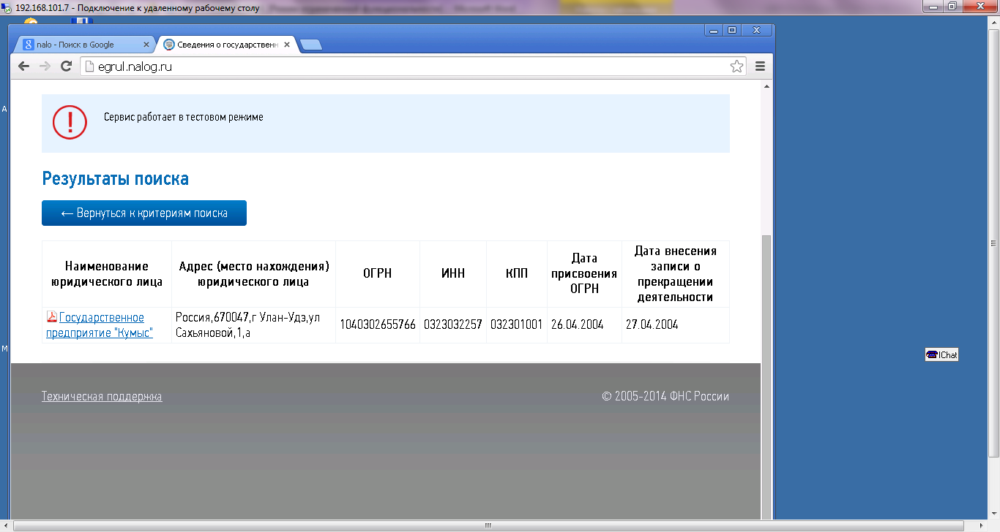 192.168.101.7 - Подключение к удаленному рабочему столу
Microsoft Word
nalo - Поиск в Google
Сведения о государственн
egrul.nalog.ru
А
Сервис работает в тестовом режиме
Результаты поиска
← Вернуться к критериям поиска
Наименование юридического лица
Адрес (место нахождения) юридического лица
ОГРН
ИНН
КПП
Дата присвоения ОГРН
Дата внесения записи о прекращении деятельности
Государственное предприятие "Кумыс"
Россия,670047,г Улан-Удэ,ул Сахьяновой,1,а
1040302655766
0323032257
032301001
26.04.2004
27.04.2004
М
IChat
Техническая поддержка
© 2005-2014 ФНС России